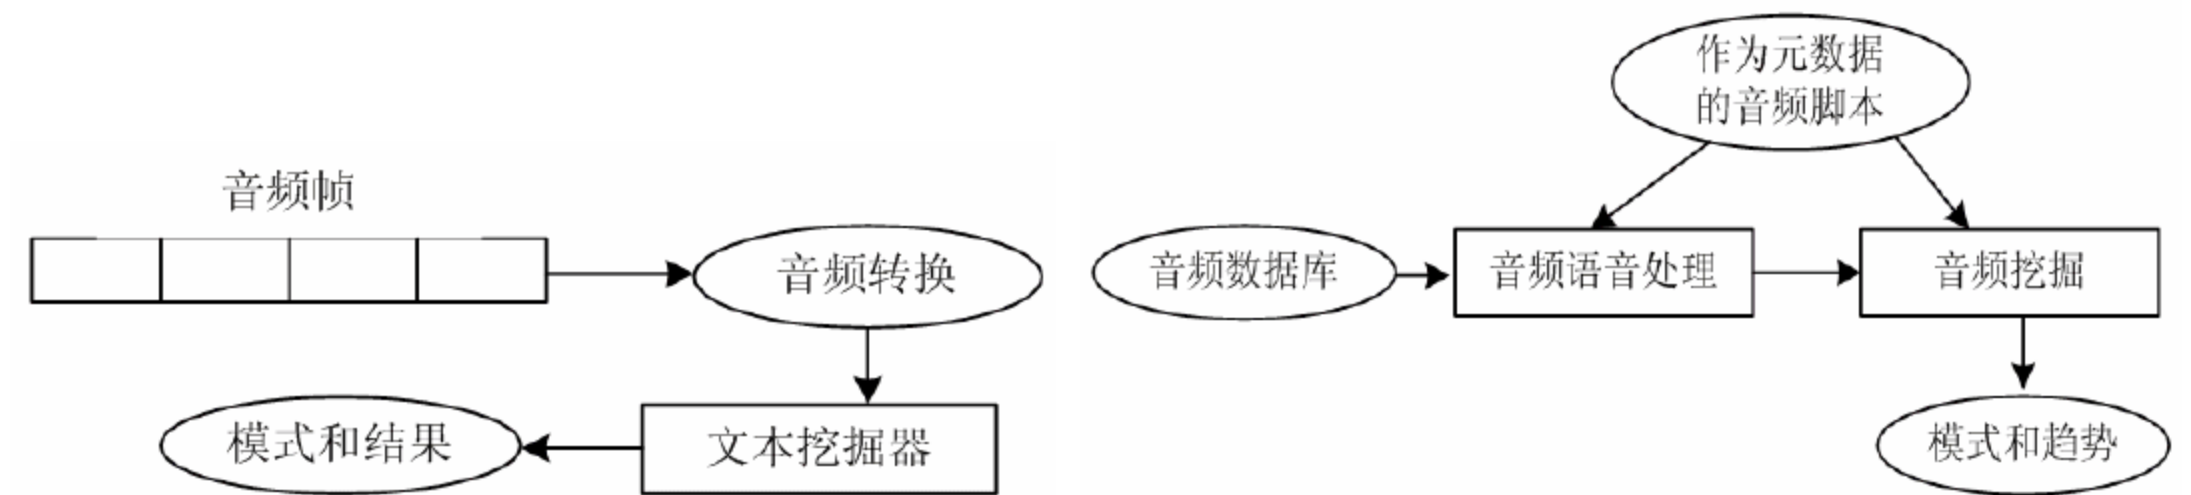 音频帧
音频转换
文本挖掘器
模式和结果
作为元数据
的音频脚本
音频数据库
音频语音处理
音频挖掘
模式和趋势